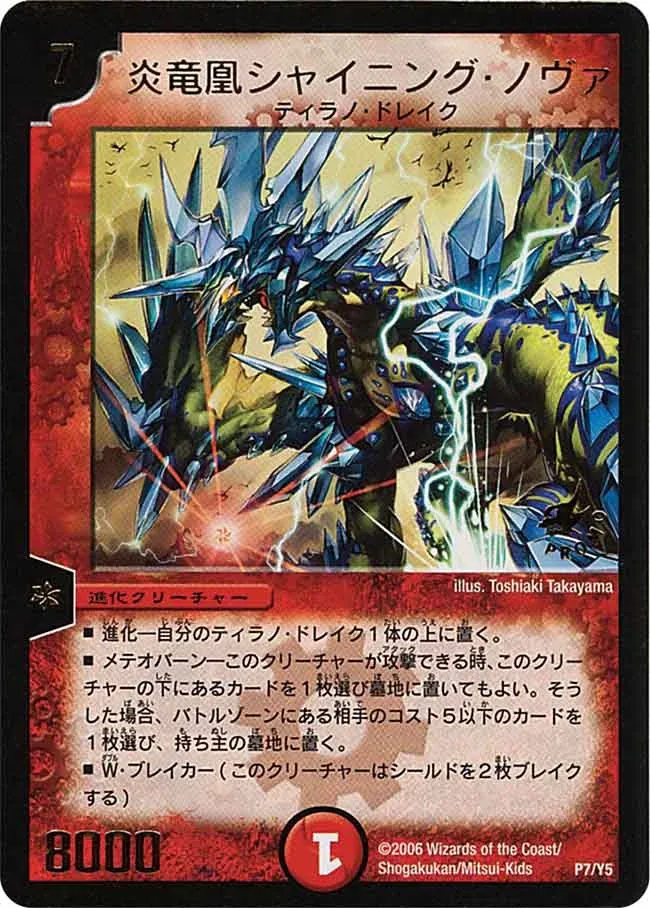 7
炎竜凰シャイニング・ノヴァ
ティラノ・ドレイク
PRO
illus. Toshiaki Takayama
進化クリーチャー
■ 進化—自分のティラノ・ドレイク1体の上に置く。
■ メテオバーン—このクリーチャーが攻撃できる時、このクリー
チャーの下にあるカードを1枚選び墓地に置いてもよい。そう
した場合、バトルゾーンにある相手のコスト5以下のカードを
1枚選び、持ち主の墓地に置く。
■ W・ブレイカー(このクリーチャーはシールドを2枚ブレイク
する)
8000
1
©2006 Wizards of the Coast/
Shogakukan/Mitsui-Kids
P7/Y5